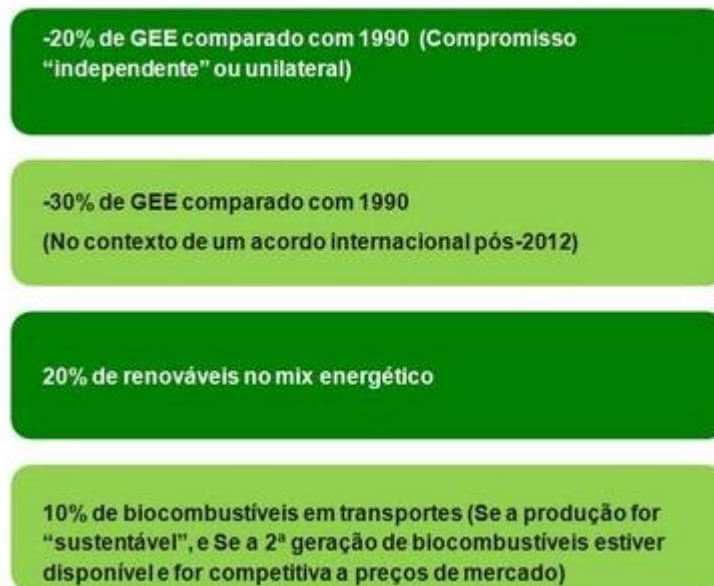 -20% de GEE comparado com 1990 (Compromisso
“independente” ou unilateral)
-30% de GEE comparado com 1990
(No contexto de um acordo internacional pós-2012)
20% de renováveis no mix energético
10% de biocombustíveis em transportes (Se a produção for
“sustentável”, e Se a 2ª geração de biocombustíveis estiver
disponível e for competitiva a preços de mercado)